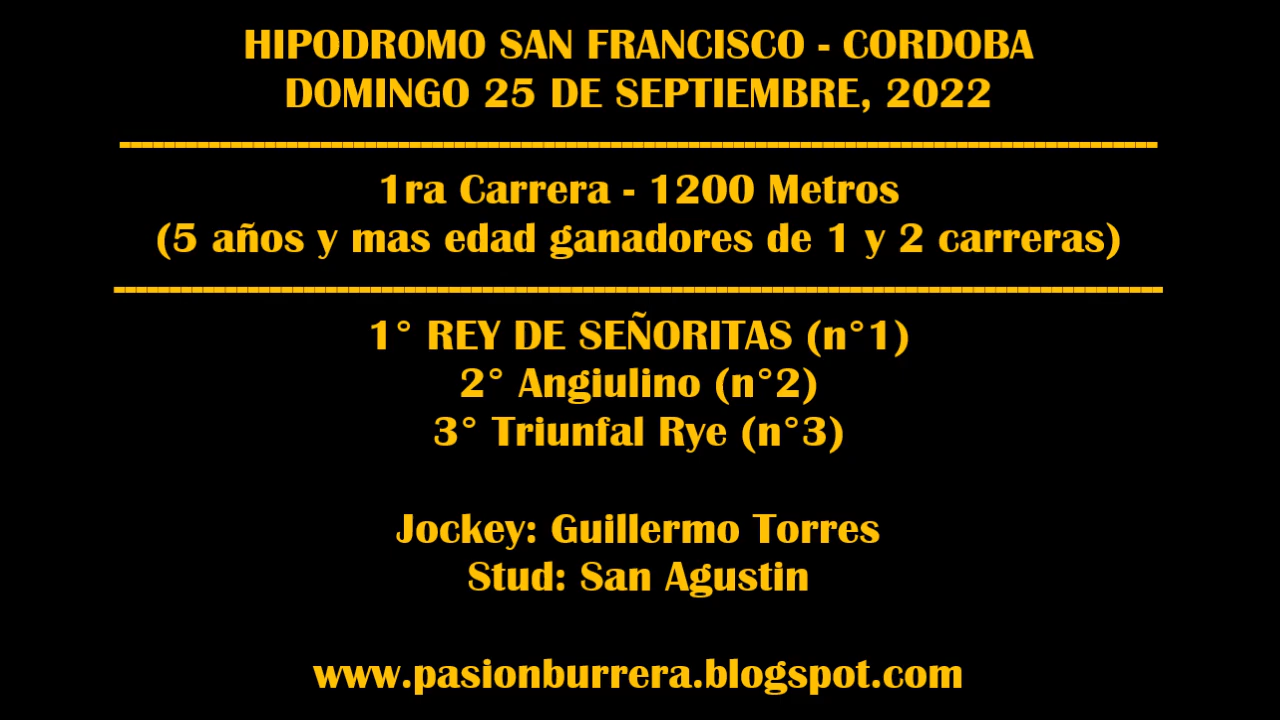 HIPODROMO SAN FRANCISCO - CORDOBA
DOMINGO 25 DE SEPTIEMBRE, 2022
1ra Carrera - 1200 Metros
(5 años y mas edad ganadores de 1 y 2 carreras)
1° REY DE SEÑORITAS (n°1)
2° Angiulino (n°2)
3° Triunfal Rye (n°3)
Jockey: Guillermo Torres
Stud: San Agustin
www.pasionburrera.blogspot.com